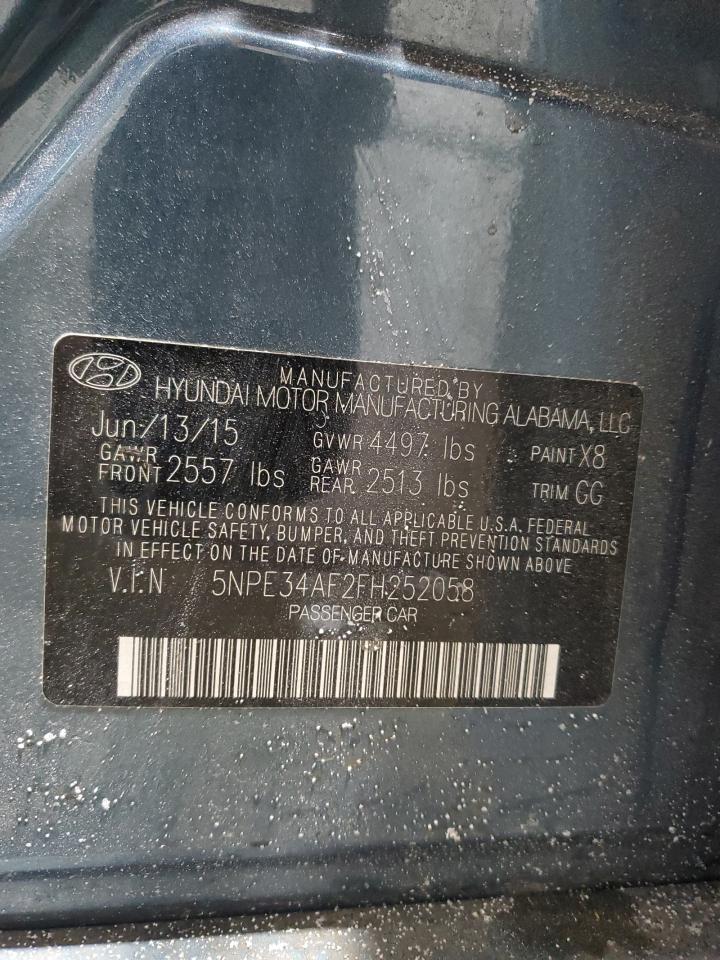 MANUFACTURED BY
HYUNDAI MOTOR MANUFACTURING ALABAMA, LLC
Jun/13/15 GVWR 4497 lbs PAINT X8
GAWR FRONT 2557 lbs GAWR REAR 2513 lbs TRIM GG
THIS VEHICLE CONFORMS TO ALL APPLICABLE U.S.A. FEDERAL
MOTOR VEHICLE SAFETY, BUMPER, AND THEFT PREVENTION STANDARDS
IN EFFECT ON THE DATE OF MANUFACTURE SHOWN ABOVE
V.I.N 5NPE34AF2FH252058
PASSENGER CAR